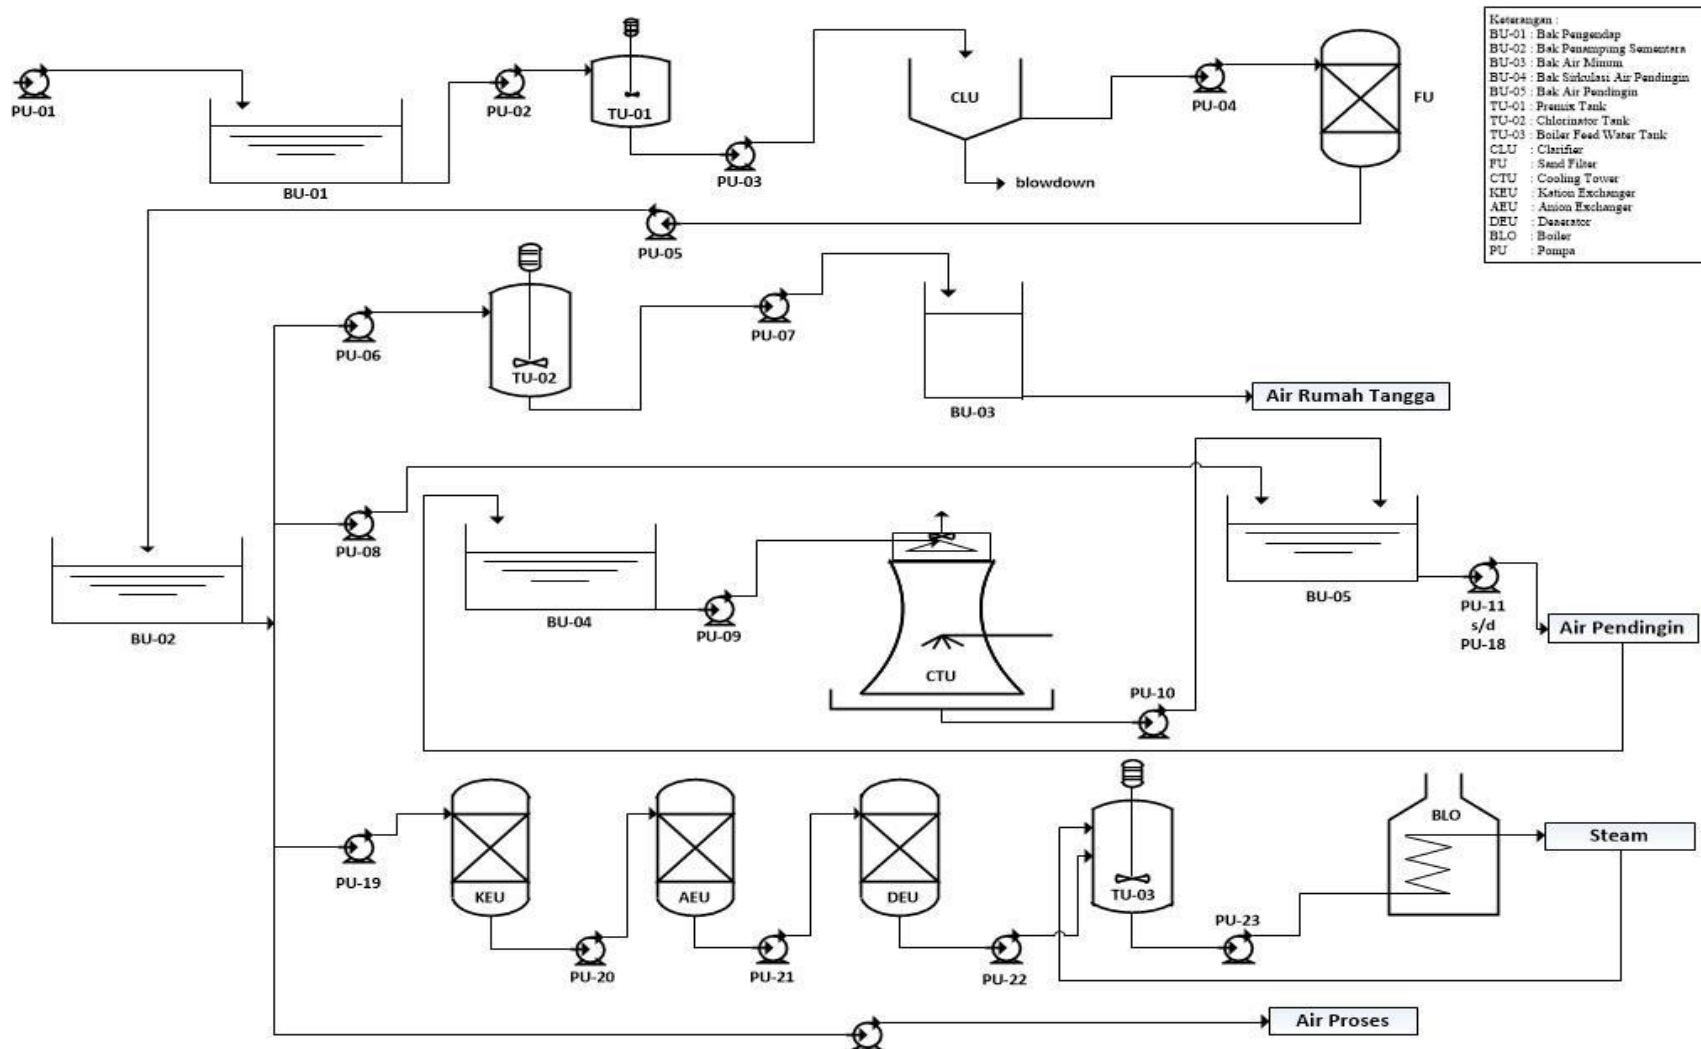 Keterangan :
BU-01 : Bak Pengendap
BU-02 : Bak Penampung Sementara
BU-03 : Bak Air Minum
BU-04 : Bak Sirkulasi Air Pendingin
BU-05 : Bak Air Pendingin
TU-01 : Premix Tank
TU-02 : Chlorinator Tank
TU-03 : Boiler Feed Water Tank
CLU : Clarifier
FU : Sand Filter
CTU : Cooling Tower
KEU : Kation Exchanger
AEU : Anion Exchanger
DEU : Deaerator
BLO : Boiler
PU : Pompa
PU-01
BU-01
PU-02
TU-01
PU-03
CLU
blowdown
PU-04
FU
PU-05
PU-06
TU-02
PU-07
BU-03
Air Rumah Tangga
BU-02
PU-08
BU-04
PU-09
CTU
PU-10
BU-05
PU-11
s/d
PU-18
Air Pendingin
PU-19
KEU
PU-20
AEU
PU-21
DEU
PU-22
TU-03
PU-23
BLO
Steam
Air Proses